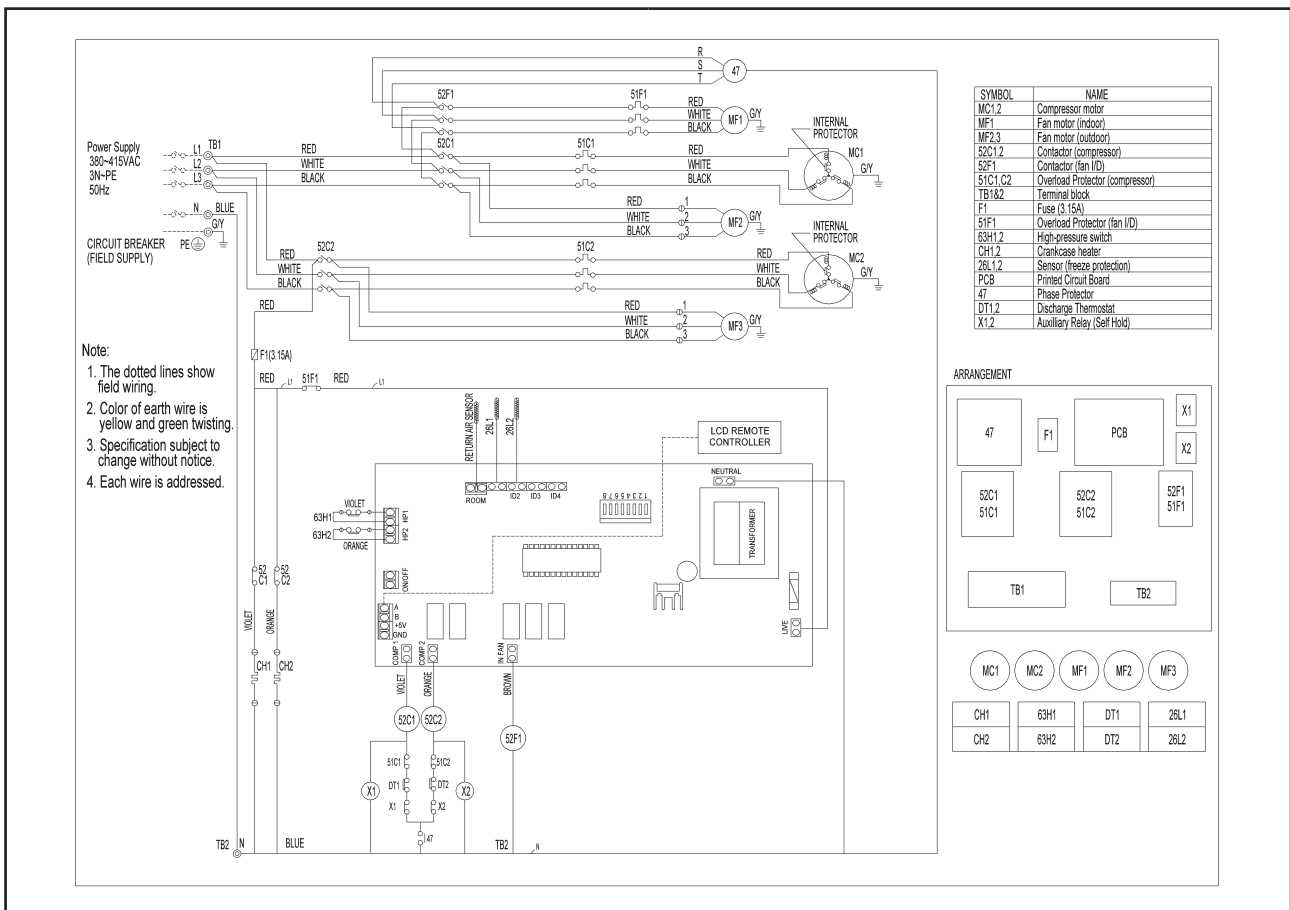 R
S
T
47
52F1
51F1
RED
WHITE
BLACK
MF1
G/Y
INTERNAL
PROTECTOR
Power Supply
380~415VAC
3N~PE
50Hz
L1
L2
L3
TB1
RED
WHITE
BLACK
52C1
51C1
RED
WHITE
BLACK
MC1
G/Y
N
BLUE
G/Y
PE
CIRCUIT BREAKER
(FIELD SUPPLY)
RED
WHITE
BLACK
1
2
3
MF2
G/Y
INTERNAL
PROTECTOR
52C2
51C2
RED
WHITE
BLACK
RED
WHITE
BLACK
MC2
G/Y
RED
RED
WHITE
BLACK
1
2
3
MF3
G/Y
F1(3.15A)
RED
L1
51F1
RED
L1
Note:
1. The dotted lines show
field wiring.
2. Color of earth wire is
yellow and green twisting.
3. Specification subject to
change without notice.
4. Each wire is addressed.
RETURN AIR SENSOR
26L1
26L2
LCD REMOTE
CONTROLLER
NEUTRAL
ROOM
ID2
ID3
ID4
1 2 3 4 5 6 7 8
TRANSFORMER
VIOLET
63H1
63H2
ORANGE
HP1
HP2
ON/OFF
A
B
+5V
GND
LIVE
COMP 1
COMP 2
IN FAN
52
C1
52
C2
VIOLET
ORANGE
CH1
CH2
VIOLET
ORANGE
BROWN
52C1
52C2
52F1
51C1
51C2
DT1
DT2
X1
X1
X2
X2
47
TB2
N
BLUE
TB2
N
SYMBOL NAME
MC1,2 Compressor motor
MF1 Fan motor (indoor)
MF2,3 Fan motor (outdoor)
52C1,2 Contactor (compressor)
52F1 Contactor (fan I/D)
51C1,C2 Overload Protector (compressor)
TB1&2 Terminal block
F1 Fuse (3.15A)
51F1 Overload Protector (fan I/D)
63H1,2 High-pressure switch
CH1,2 Crankcase heater
26L1,2 Sensor (freeze protection)
PCB Printed Circuit Board
47 Phase Protector
DT1,2 Discharge Thermostat
X1,2 Auxilliary Relay (Self Hold)
ARRANGEMENT
47
F1
PCB
X1
X2
52C1
51C1
52C2
51C2
52F1
51F1
TB1
TB2
MC1 MC2 MF1 MF2 MF3
CH1 63H1 DT1 26L1
CH2 63H2 DT2 26L2